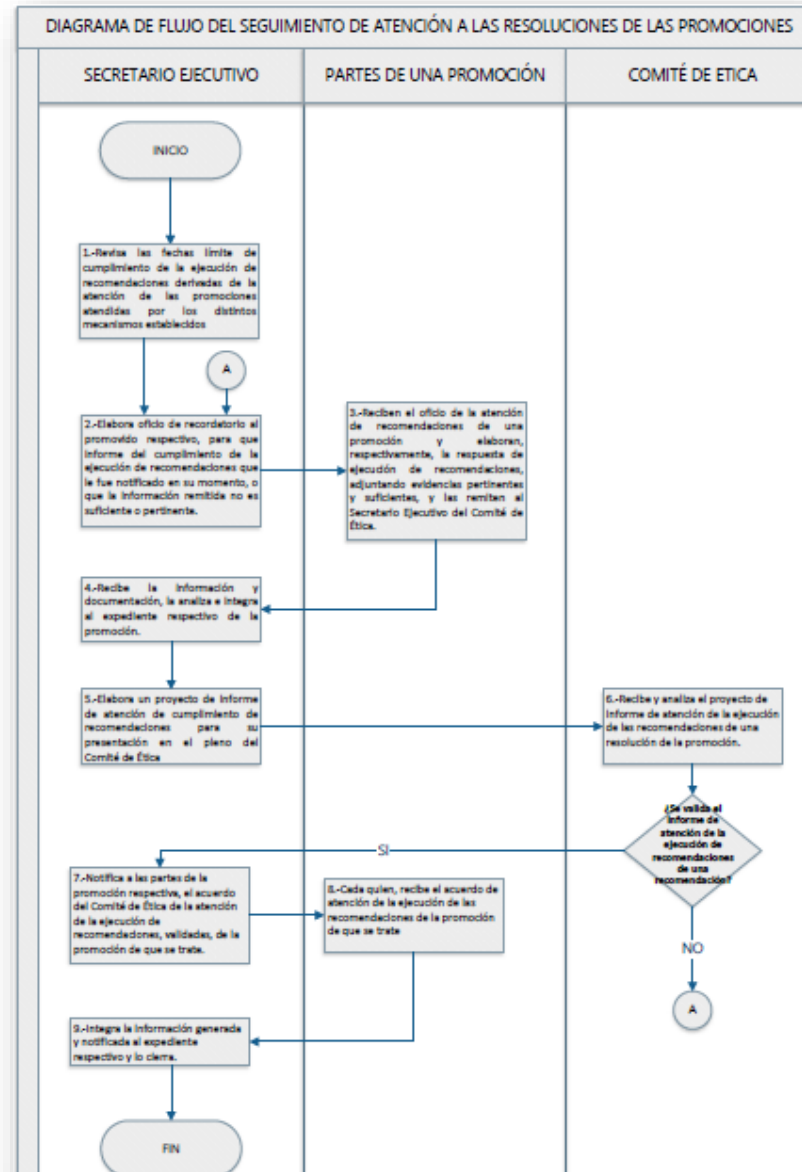 DIAGRAMA DE FLUJO DEL SEGUIMIENTO DE ATENCIÓN A LAS RESOLUCIONES DE LAS PROMOCIONES
SECRETARIO EJECUTIVO
PARTES DE UNA PROMOCIÓN
COMITÉ DE ETICA
INICIO
1.-Revisa las fechas límite de
cumplimiento de la ejecución de
recomendaciones derivadas de la
atención de las promociones
atendidas por los distintos
mecanismos establecidos
A
2.-Elabora oficio de recordatorio al
promovido respectivo, para que
informe del cumplimiento de la
ejecución de recomendaciones que
le fue notificado en su momento, o
que la información remitida no es
suficiente o pertinente.
3.-Reciben el oficio de la atención
de recomendaciones de una
promoción y elaboran,
respectivamente, la respuesta de
ejecución de recomendaciones,
adjuntando evidencias pertinentes
y suficientes, y las remiten al
Secretario Ejecutivo del Comité de
Ética.
4.-Recibe la información y
documentación, la analiza e integra
al expediente respectivo de la
promoción.
5.-Elabora un proyecto de informe
de atención de cumplimiento de
recomendaciones para su
presentación en el pleno del
Comité de Ética
6.-Recibe y analiza el proyecto de
informe de atención de la ejecución
de las recomendaciones de una
resolución de la promoción.
¿Se valida el
informe de
atención de la
ejecución de
recomendaciones
de una
recomendación?
SI
NO
A
7.-Notifica a las partes de la
promoción respectiva, el acuerdo
del Comité de Ética de la atención
de la ejecución de
recomendaciones, validadas, de la
promoción de que se trate.
8.-Cada quien, recibe el acuerdo de
atención de la ejecución de las
recomendaciones de la promoción
de que se trate
9.-Integra la información generada
y notificada al expediente
respectivo y lo cierra.
FIN